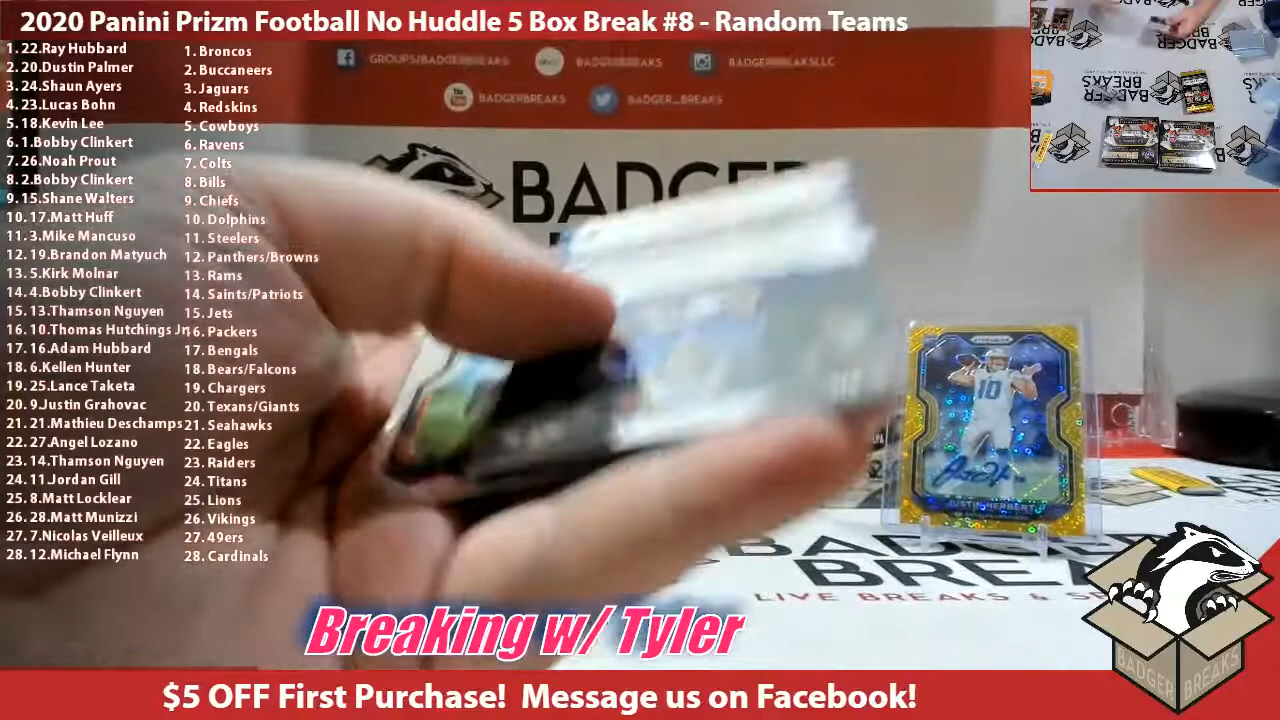 2020 Panini Prizm Football No Huddle 5 Box Break #8 - Random Teams
1. 22.Ray Hubbard 1. Broncos
2. 20.Dustin Palmer 2. Buccaneers
3. 24.Shaun Ayers 3. Jaguars
4. 23.Lucas Bohn 4. Redskins
5. 18.Kevin Lee 5. Cowboys
6. 1.Bobby Clinkert 6. Ravens
7. 26.Noah Prout 7. Colts
8. 2.Bobby Clinkert 8. Bills
9. 15.Shane Walters 9. Chiefs
10. 17.Matt Huff 10. Dolphins
11. 3.Mike Mancuso 11. Steelers
12. 19.Brandon Matyuch 12. Panthers/Browns
13. 5.Kirk Molnar 13. Rams
14. 4.Bobby Clinkert 14. Saints/Patriots
15. 13.Thamson Nguyen 15. Jets
16. 10.Thomas Hutchings Jr 16. Packers
17. 16.Adam Hubbard 17. Bengals
18. 6.Kellen Hunter 18. Bears/Falcons
19. 25.Lance Taketa 19. Chargers
20. 9.Justin Grahovac 20. Texans/Giants
21. 21.Mathieu Deschamps 21. Seahawks
22. 27.Angel Lozano 22. Eagles
23. 14.Thamson Nguyen 23. Raiders
24. 11.Jordan Gill 24. Titans
25. 8.Matt Locklear 25. Lions
26. 28.Matt Munizzi 26. Vikings
27. 7.Nicolas Veilleux 27. 49ers
28. 12.Michael Flynn 28. Cardinals
GROUPS/BADGERBREAKS BADGERBREAKS BADGERBREAKSLLC
BADGERBREAKS BADGER_BREAKS
PRIZM
10
JUSTIN HERBERT
LIVE BREAKS &
Breaking w/ Tyler
BADGER BREAKS
$5 OFF First Purchase! Message us on Facebook!